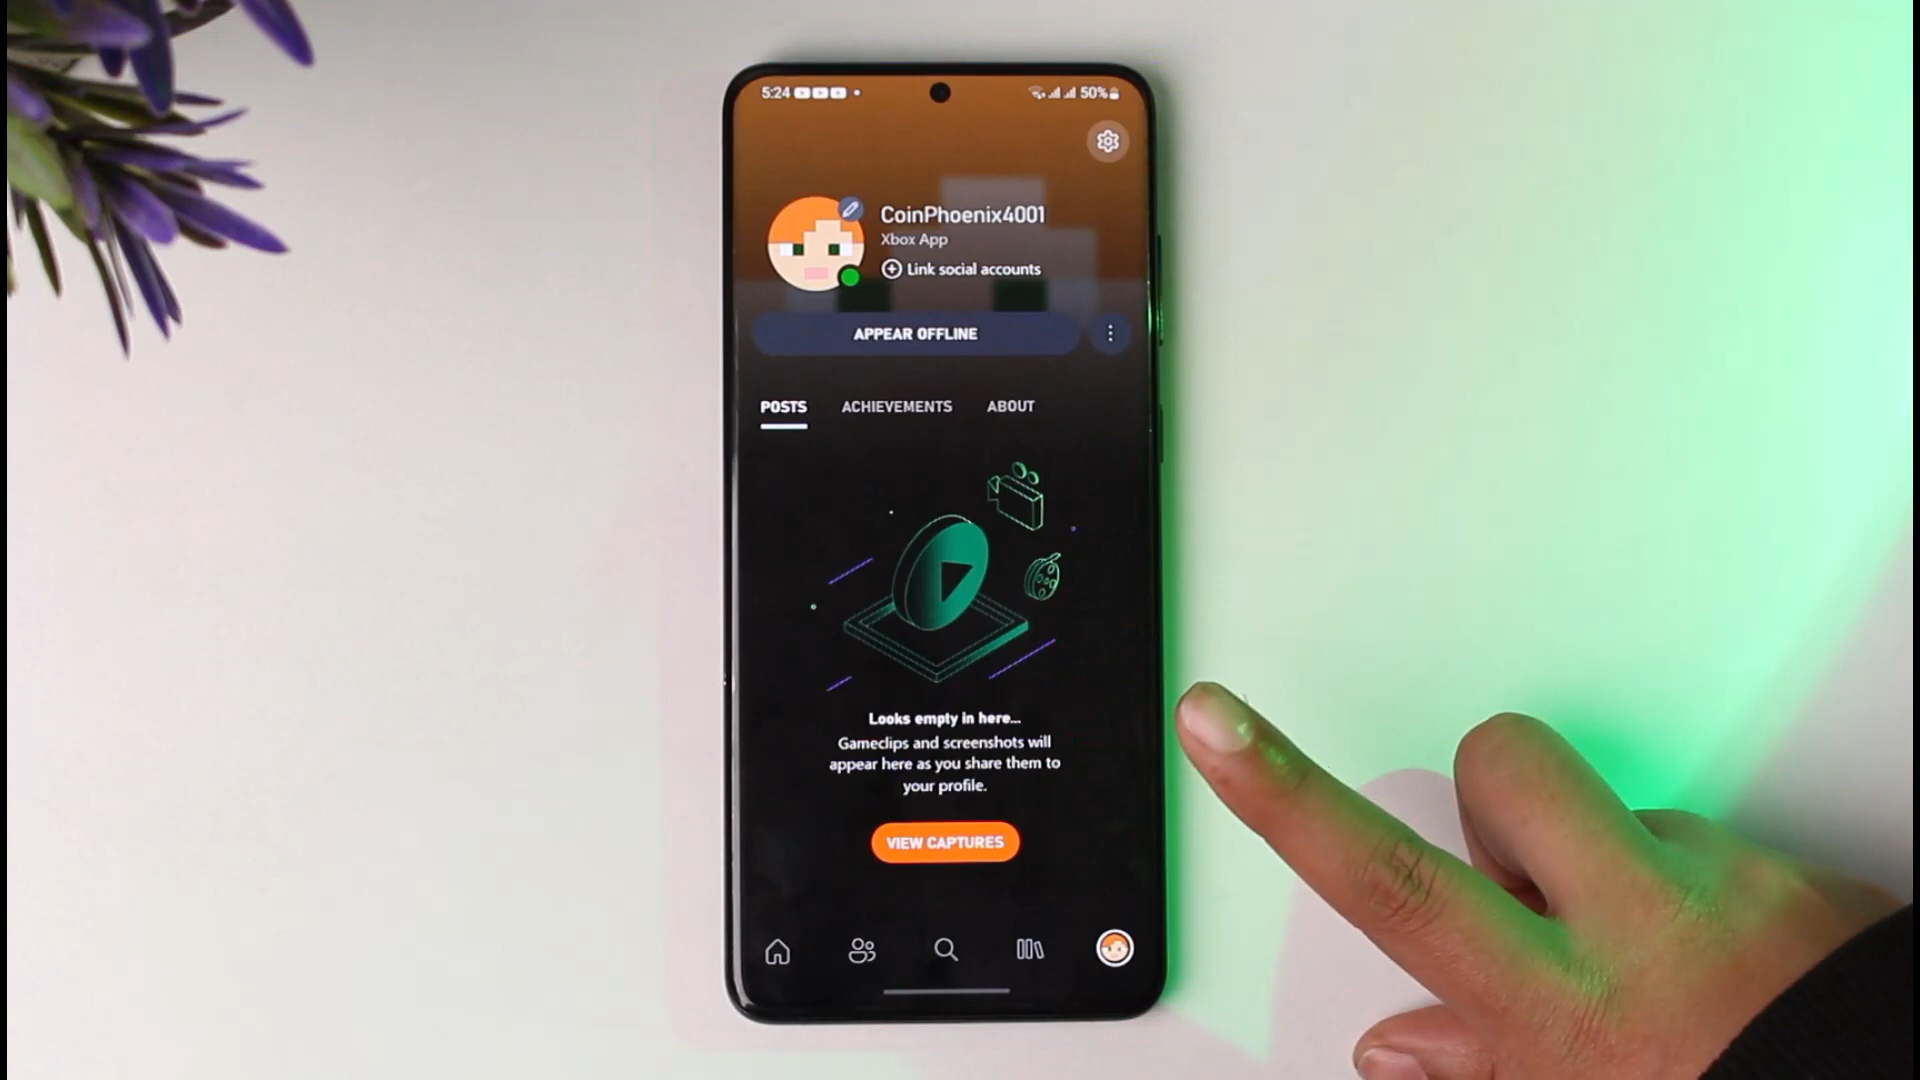 5:24
50%
CoinPhoenix4001
Xbox App
Link social accounts
APPEAR OFFLINE
POSTS ACHIEVEMENTS ABOUT
Looks empty in here...
Gameclips and screenshots will
appear here as you share them to
your profile.
VIEW CAPTURES